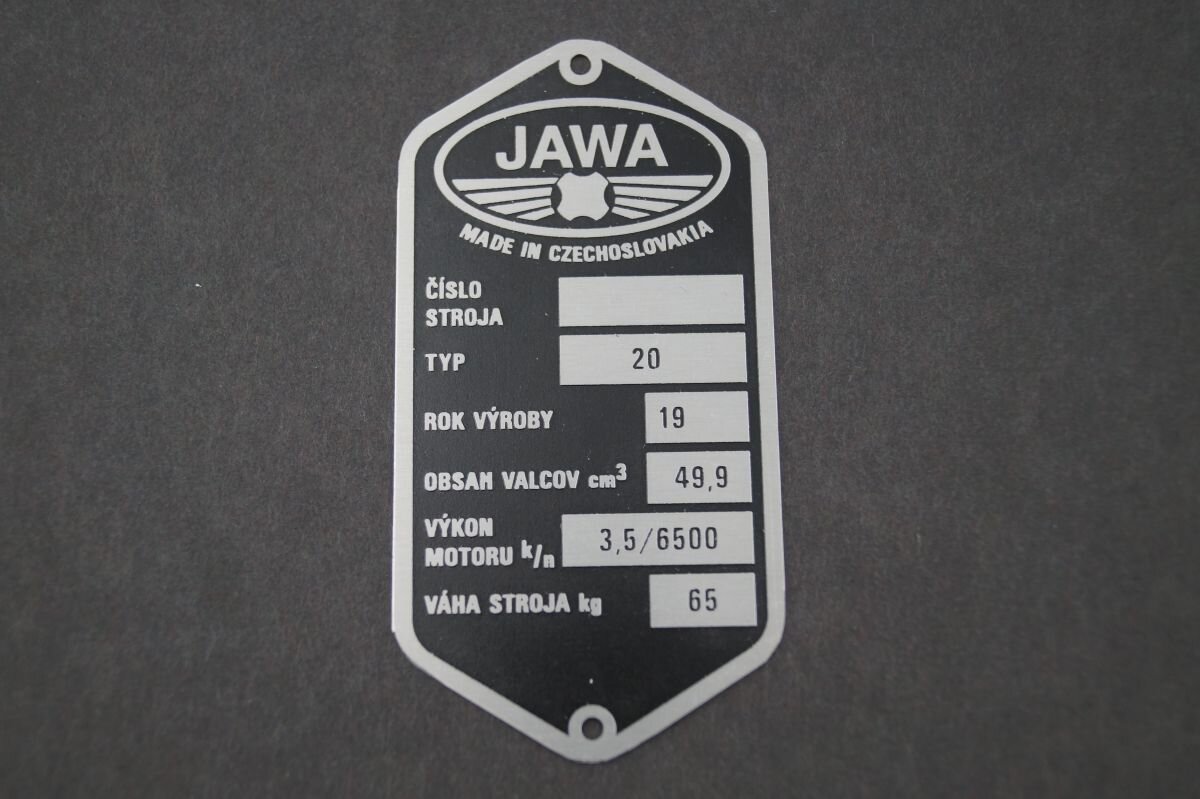 JAWA
MADE IN CZECHOSLOVAKIA
ČÍSLO
STROJA
TYP 20
ROK VÝROBY 19
OBSAH VALCOV cm³ 49,9
VÝKON
MOTORU k/n 3,5/6500
VÁHA STROJA kg 65